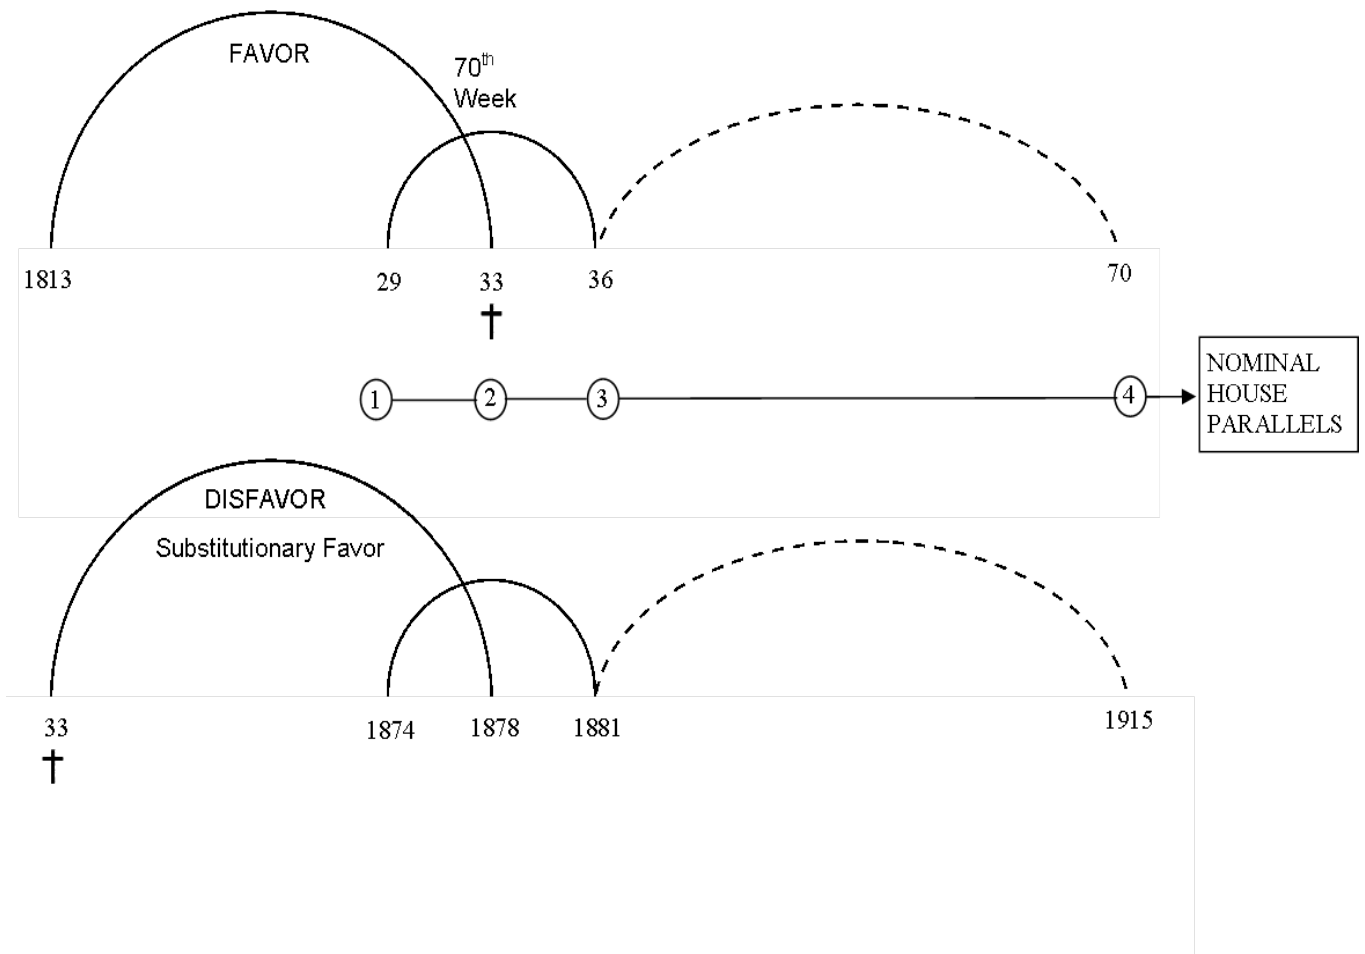 FAVOR
70th
Week
1813
29
33
36
70
1
2
3
4
NOMINAL
HOUSE
PARALLELS
DISFAVOR
Substitutionary Favor
33
1874
1878
1881
1915